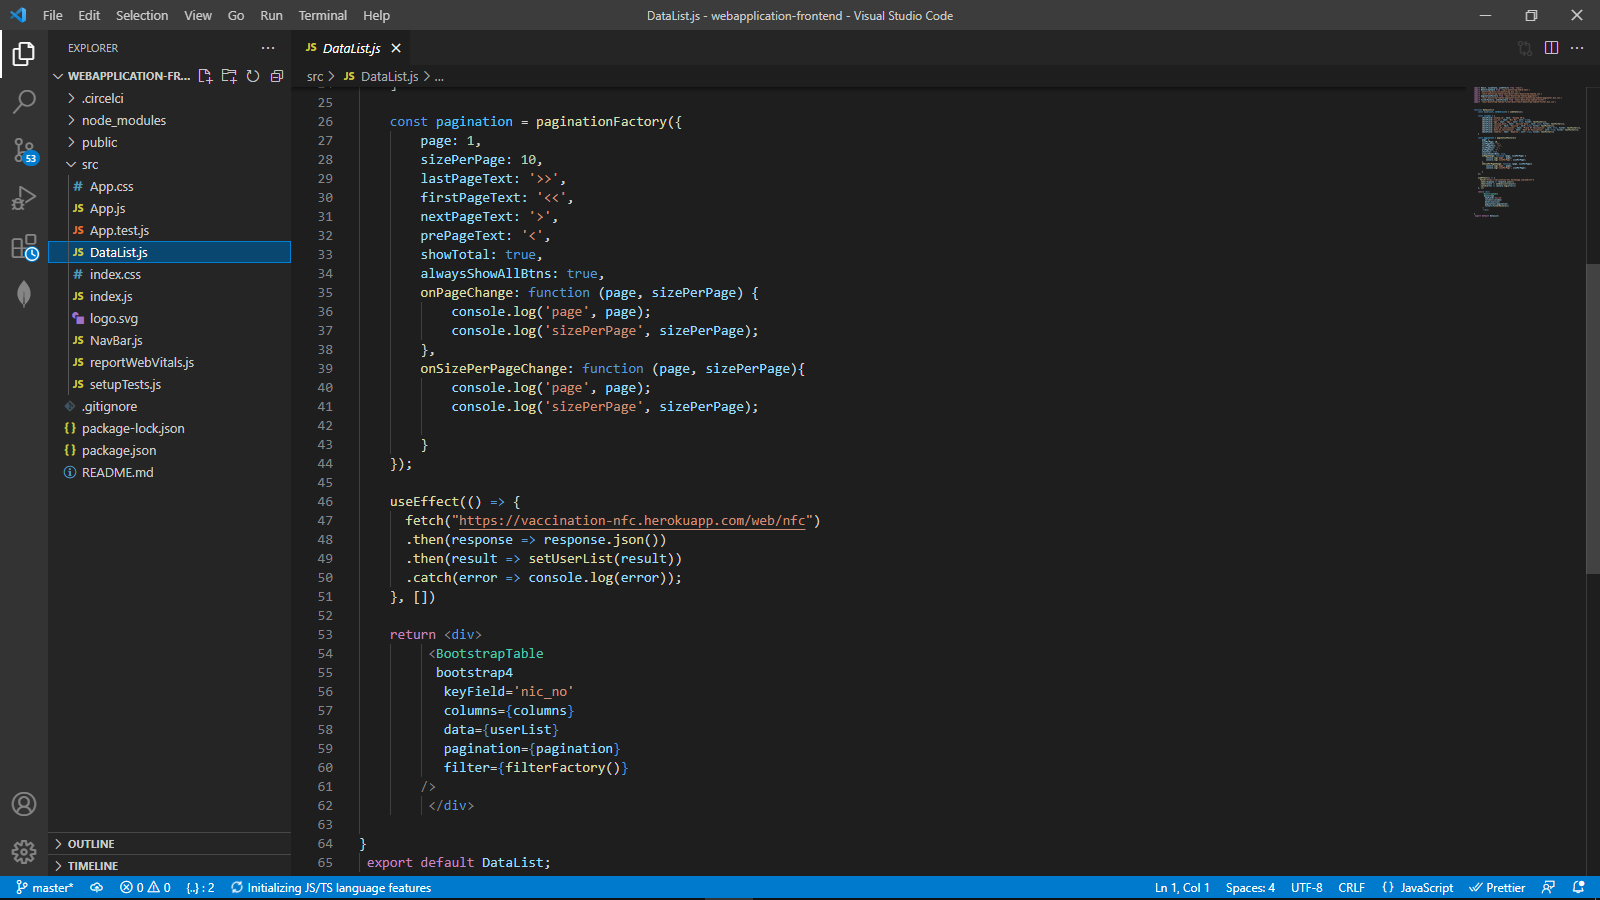 File Edit Selection View Go Run Terminal Help
DataList.js - webapplication-frontend - Visual Studio Code
EXPLORER
WEBAPPLICATION-FR...
.circelci
node_modules
public
src
# App.css
JS App.js
JS App.test.js
JS DataList.js
# index.css
JS index.js
logo.svg
JS NavBar.js
JS reportWebVitals.js
JS setupTests.js
.gitignore
{} package-lock.json
{} package.json
README.md
OUTLINE
TIMELINE
53
JS DataList.js
src > JS DataList.js > ...
25
26 const pagination = paginationFactory({
27 page: 1,
28 sizePerPage: 10,
29 lastPageText: '>>',
30 firstPageText: '<<',
31 nextPageText: '>',
32 prePageText: '<',
33 showTotal: true,
34 alwaysShowAllBtns: true,
35 onPageChange: function (page, sizePerPage) {
36 console.log('page', page);
37 console.log('sizePerPage', sizePerPage);
38 },
39 onSizePerPageChange: function (page, sizePerPage){
40 console.log('page', page);
41 console.log('sizePerPage', sizePerPage);
42
43 }
44 });
45
46 useEffect(() => {
47 fetch("https://vaccination-nfc.herokuapp.com/web/nfc")
48 .then(response => response.json())
49 .then(result => setUserList(result))
50 .catch(error => console.log(error));
51 }, [])
52
53 return <div>
54 <BootstrapTable
55 bootstrap4
56 keyField='nic_no'
57 columns={columns}
58 data={userList}
59 pagination={pagination}
60 filter={filterFactory()}
61 />
62 </div>
63
64 }
65 export default DataList;
master* 0 0 {..} : 2 Initializing JS/TS language features
Ln 1, Col 1 Spaces: 4 UTF-8 CRLF {} JavaScript Prettier